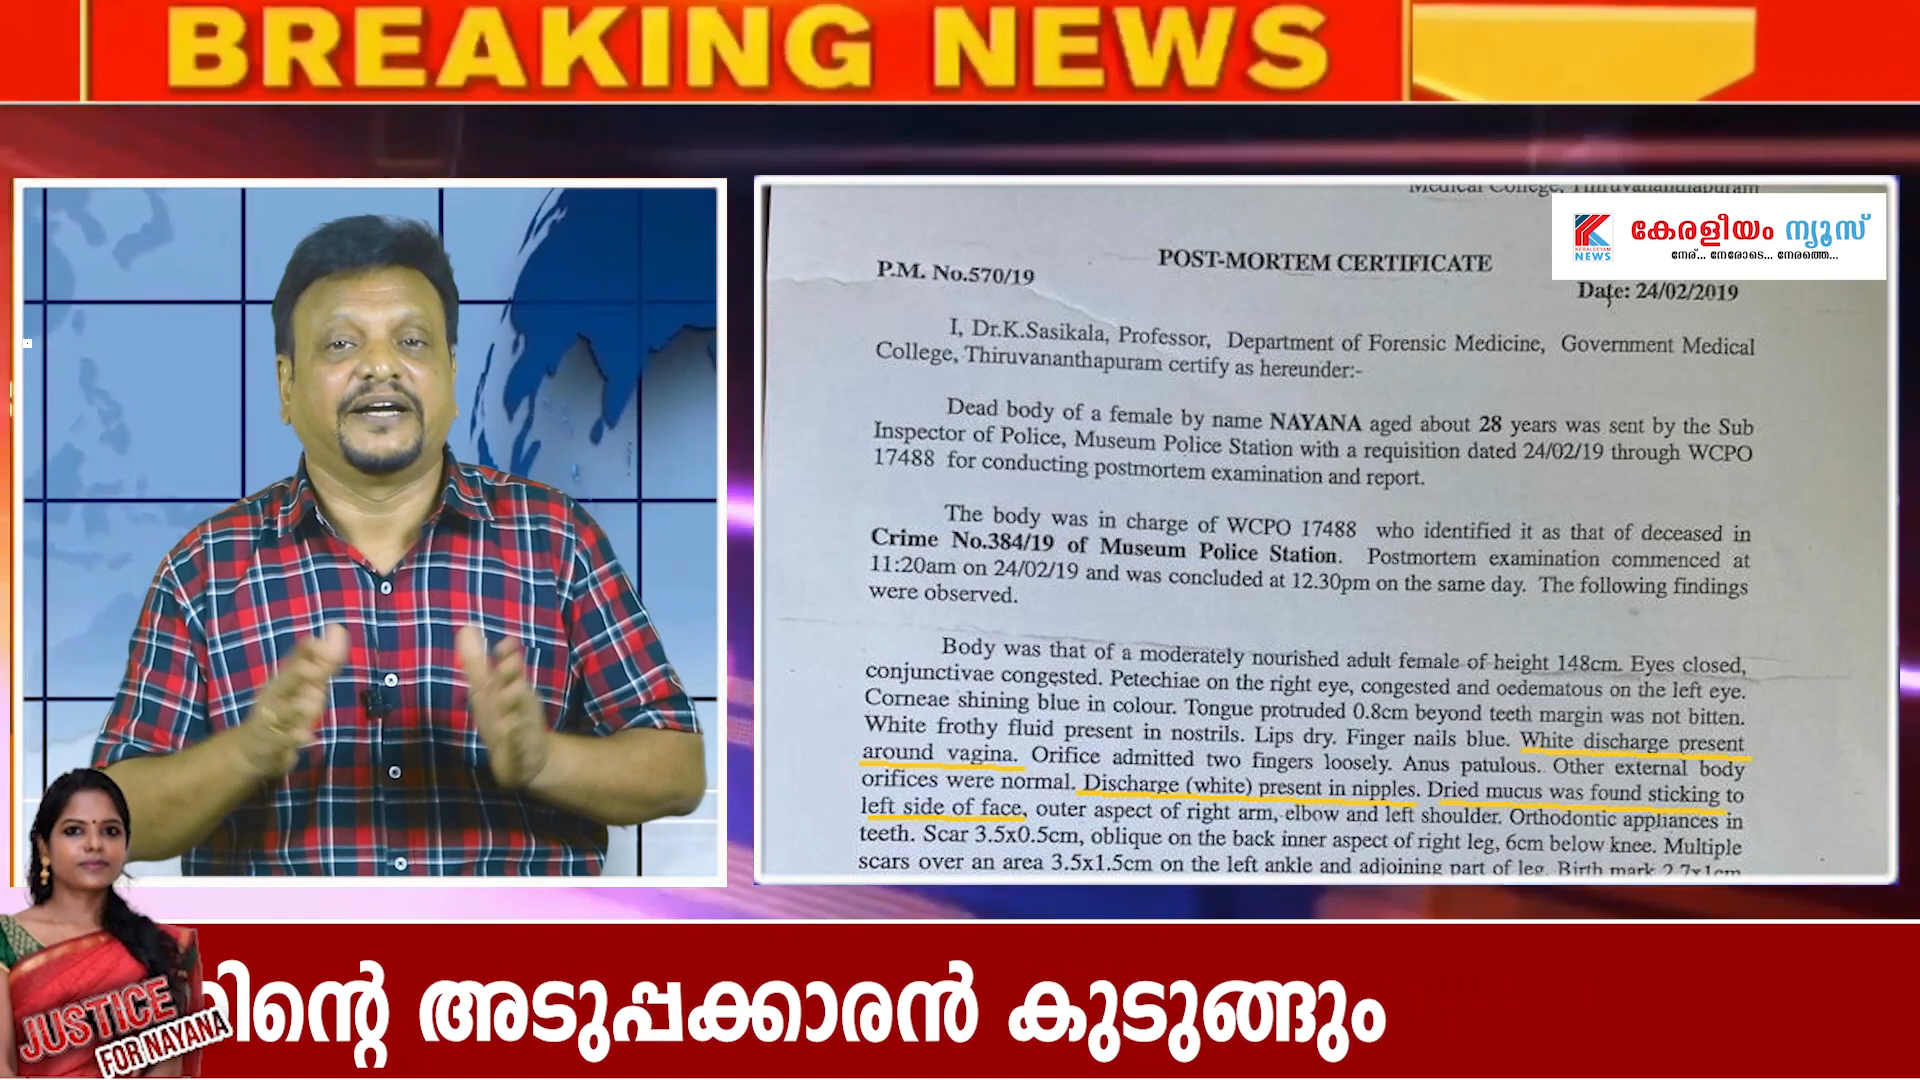 BREAKING NEWS
Medical College, Thiruvananthapuram
കേരളീയം ന്യൂസ്
KERALEEYAM
NEWS
നേര്... നേരോടെ... നേരത്തെ...
POST-MORTEM CERTIFICATE
P.M. No.570/19
Date: 24/02/2019
I, Dr.K.Sasikala, Professor, Department of Forensic Medicine, Government Medical
College, Thiruvananthapuram certify as hereunder:-
Dead body of a female by name NAYANA aged about 28 years was sent by the Sub
Inspector of Police, Museum Police Station with a requisition dated 24/02/19 through WCPO
17488 for conducting postmortem examination and report.
The body was in charge of WCPO 17488 who identified it as that of deceased in
Crime No.384/19 of Museum Police Station. Postmortem examination commenced at
11:20am on 24/02/19 and was concluded at 12.30pm on the same day. The following findings
were observed.
Body was that of a moderately nourished adult female of height 148cm. Eyes closed,
conjunctivae congested. Petechiae on the right eye, congested and oedematous on the left eye.
Corneae shining blue in colour. Tongue protruded 0.8cm beyond teeth margin was not bitten.
White frothy fluid present in nostrils. Lips dry. Finger nails blue. White discharge present
around vagina. Orifice admitted two fingers loosely. Anus patulous. Other external body
orifices were normal. Discharge (white) present in nipples. Dried mucus was found sticking to
left side of face, outer aspect of right arm, elbow and left shoulder. Orthodontic appliances in
teeth. Scar 3.5x0.5cm, oblique on the back inner aspect of right leg, 6cm below knee. Multiple
scars over an area 3.5x1.5cm on the left ankle and adjoining part of leg. Birth mark 2.7x1cm
JUSTICE
FOR NAYANA
അടുപ്പക്കാരൻ കുടുങ്ങും